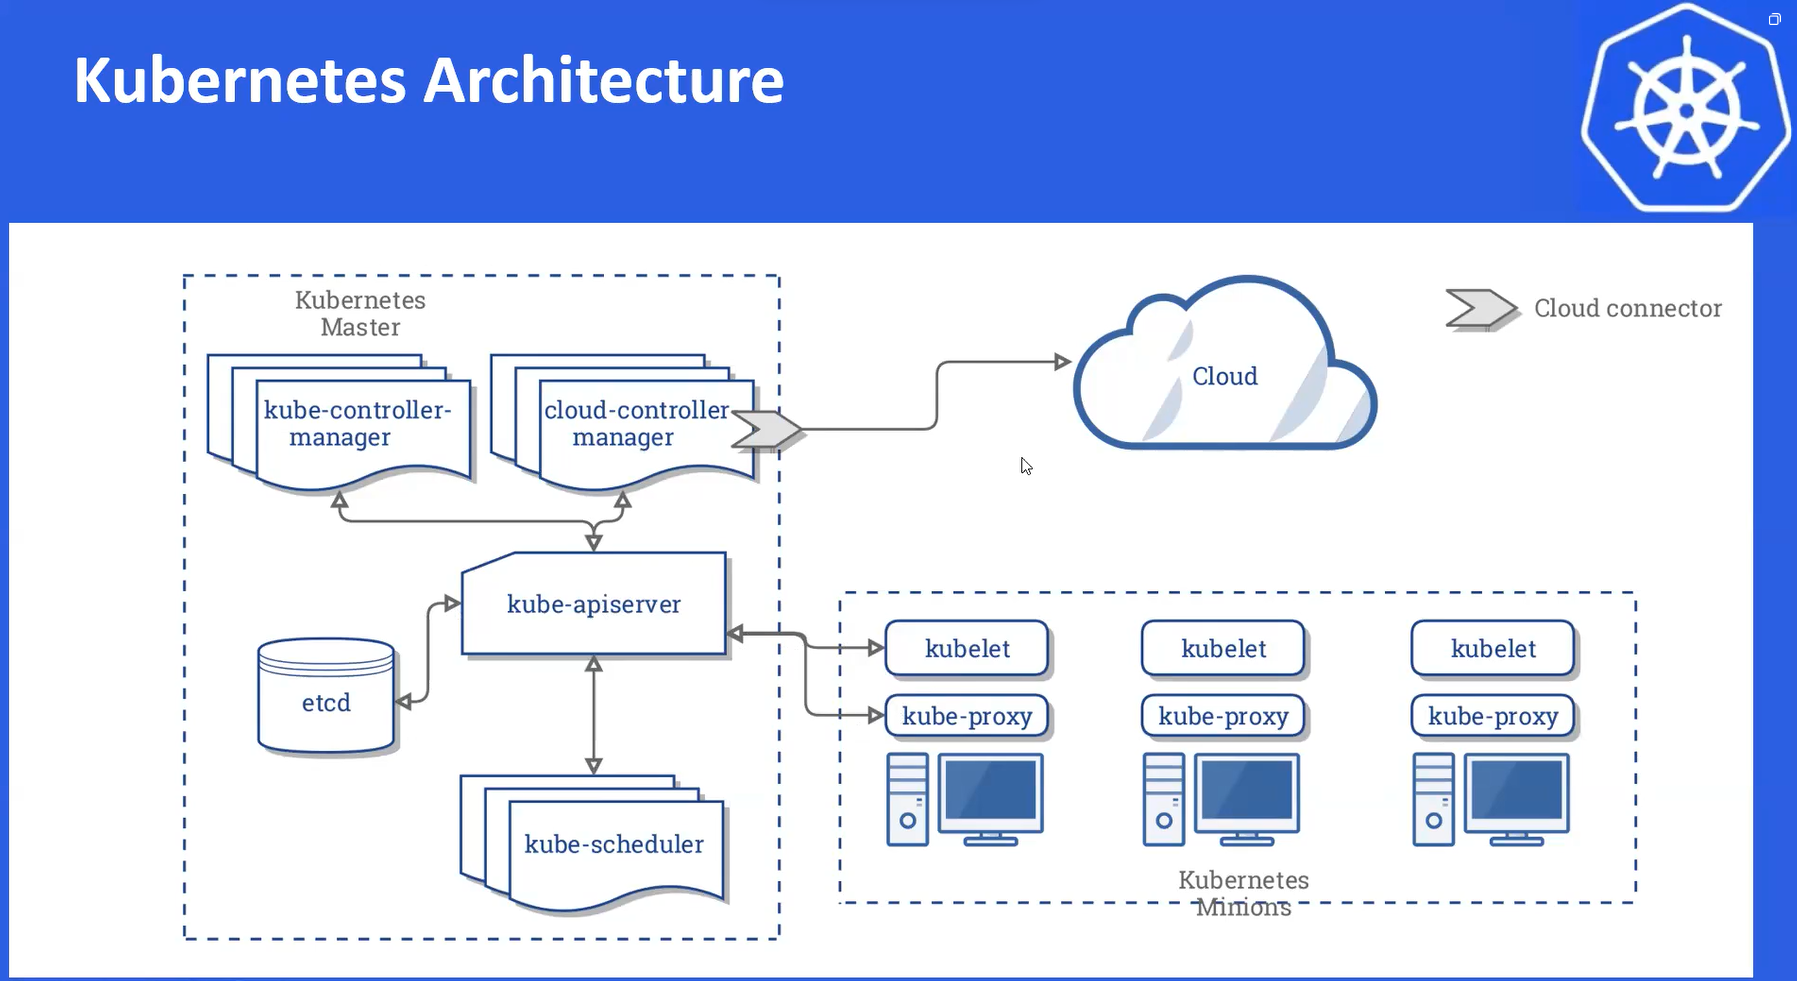 Kubernetes Architecture
Kubernetes
Master
kube-controller-
manager
cloud-controller
manager
Cloud
Cloud connector
kube-apiserver
etcd
kube-scheduler
kubelet
kubelet
kubelet
kube-proxy
kube-proxy
kube-proxy
Kubernetes
Minions